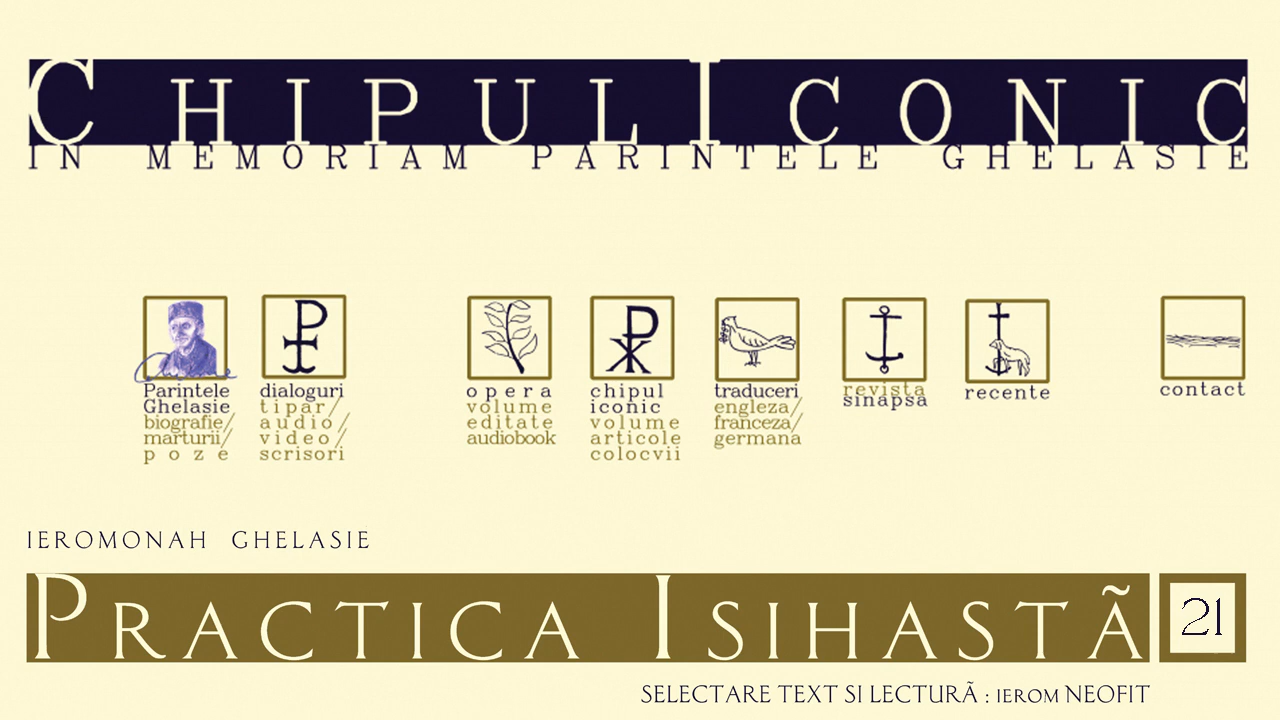 CHIPUL ICONIC
IN MEMORIAM PARINTELE GHELASIE
Parintele
Ghelasie
biografie/
marturii/
poze
dialoguri
tipar/
audio/
video/
scrisori
opera
volume
editate
audiobook
chipul
iconic
volume
articole
colocvii
traduceri
engleza/
franceza/
germana
revista
sinapsa
recente
contact
IEROMONAH GHELASIE
PRACTICA ISIHASTÃ 21
SELECTARE TEXT SI LECTURÃ : IEROM NEOFIT